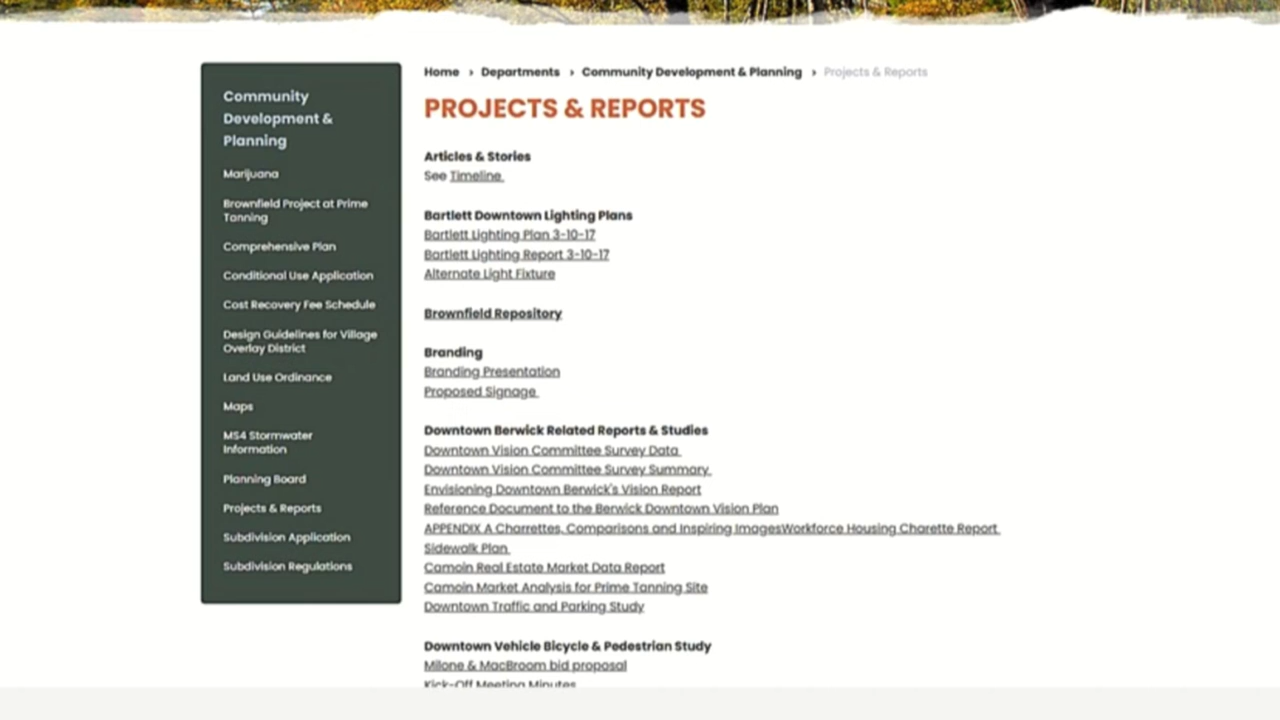 Community
Development &
Planning
Marijuana
Brownfield Project at Prime
Tanning
Comprehensive Plan
Conditional Use Application
Cost Recovery Fee Schedule
Design Guidelines for Village
Overlay District
Land Use Ordinance
Maps
MS4 Stormwater
Information
Planning Board
Projects & Reports
Subdivision Application
Subdivision Regulations
Home › Departments › Community Development & Planning › Projects & Reports
PROJECTS & REPORTS
Articles & Stories
See Timeline
Bartlett Downtown Lighting Plans
Bartlett Lighting Plan 3-10-17
Bartlett Lighting Report 3-10-17
Alternate Light Fixture
Brownfield Repository
Branding
Branding Presentation
Proposed Signage
Downtown Berwick Related Reports & Studies
Downtown Vision Committee Survey Data
Downtown Vision Committee Survey Summary
Envisioning Downtown Berwick's Vision Report
Reference Document to the Berwick Downtown Vision Plan
APPENDIX A Charrettes, Comparisons and Inspiring ImagesWorkforce Housing Charette Report
Sidewalk Plan
Camoin Real Estate Market Data Report
Camoin Market Analysis for Prime Tanning Site
Downtown Traffic and Parking Study
Downtown Vehicle Bicycle & Pedestrian Study
Milone & MacBroom bid proposal
Kick-Off Meeting Minutes